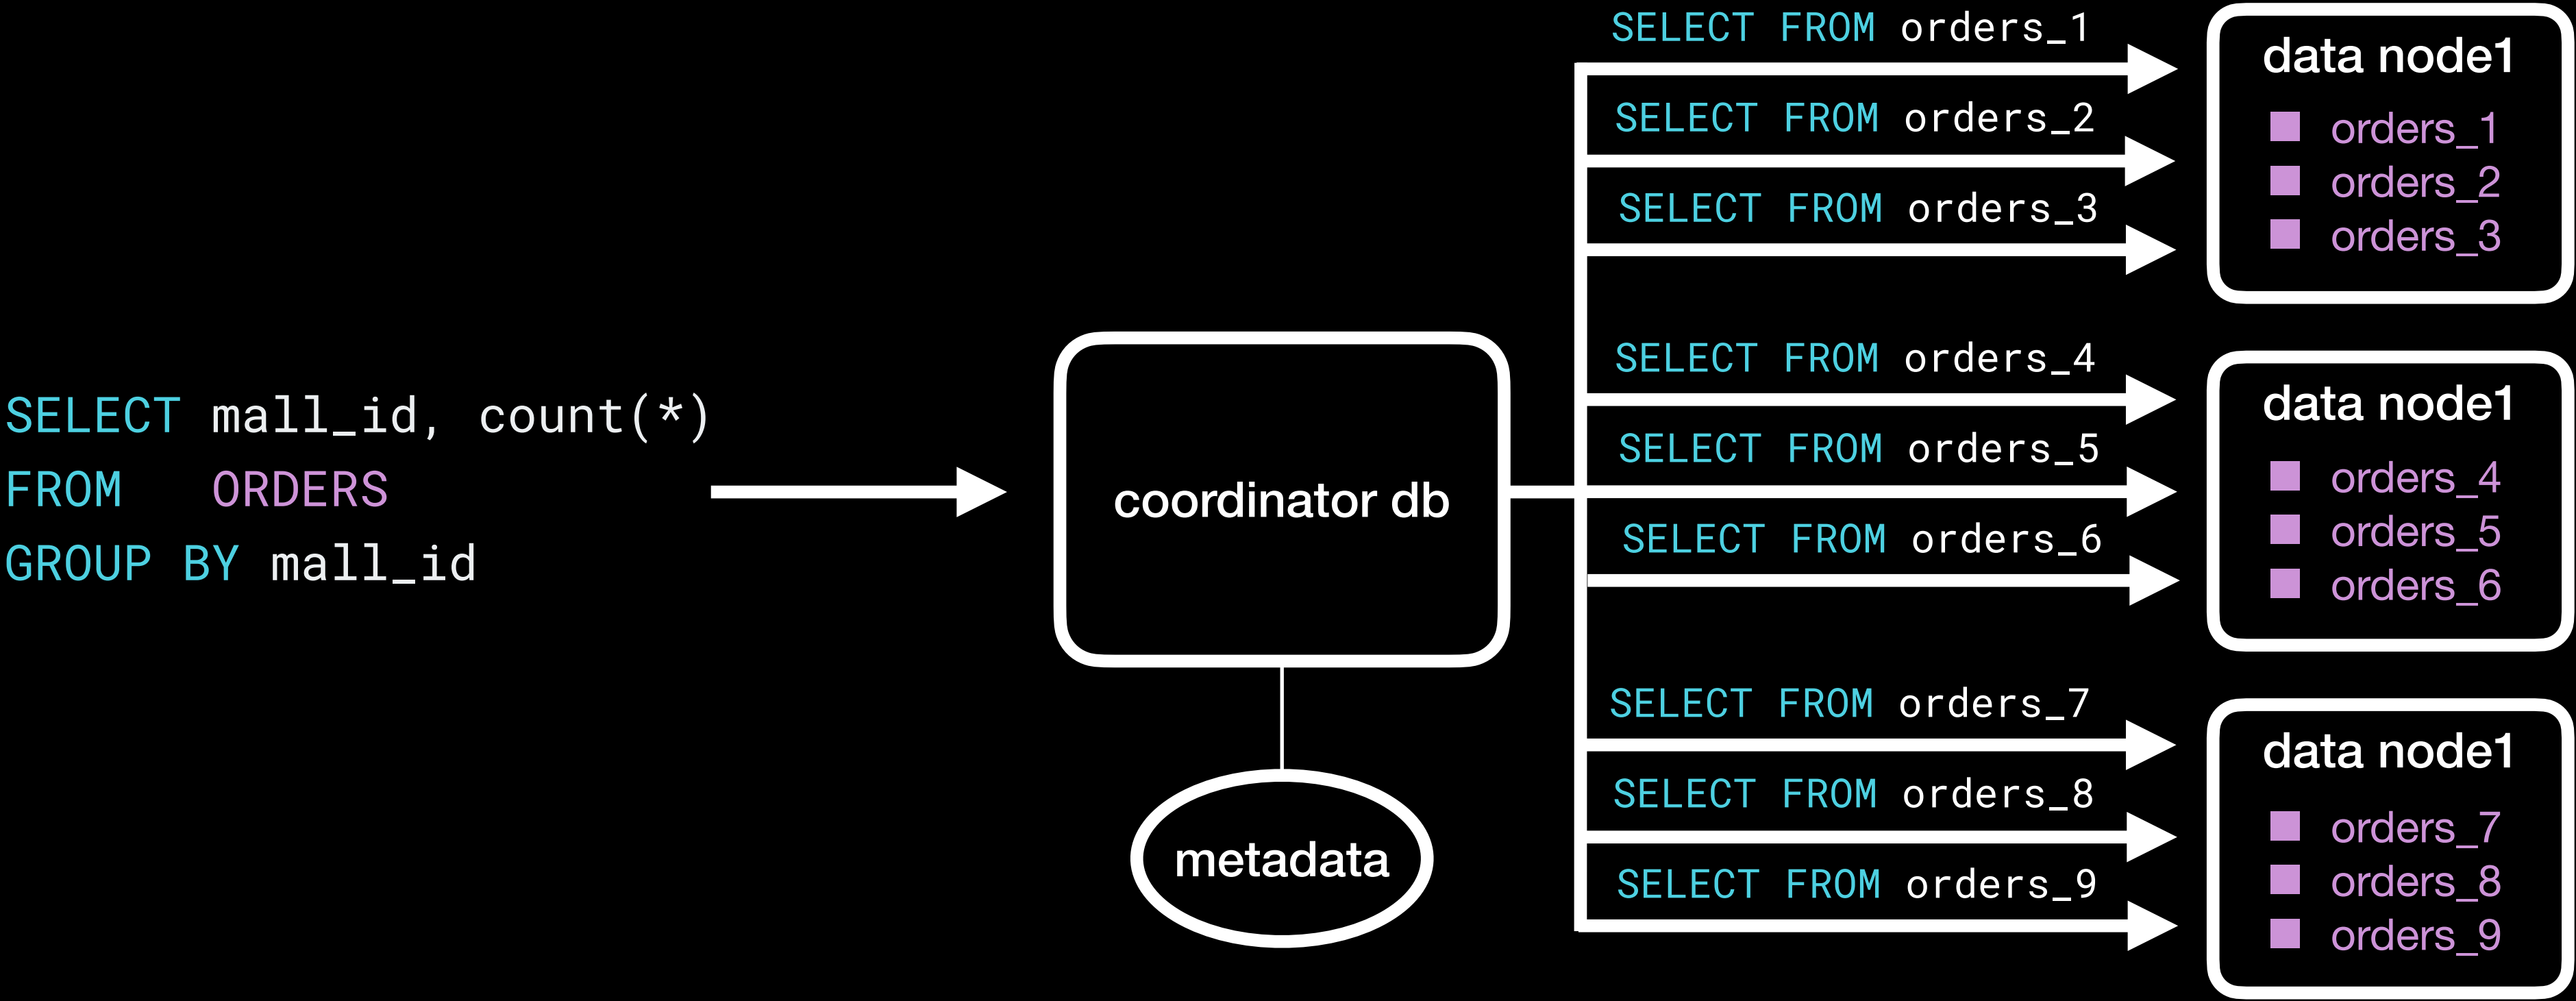 SELECT mall_id, count(*)
FROM ORDERS
GROUP BY mall_id
coordinator db
metadata
SELECT FROM orders_1
SELECT FROM orders_2
SELECT FROM orders_3
SELECT FROM orders_4
SELECT FROM orders_5
SELECT FROM orders_6
SELECT FROM orders_7
SELECT FROM orders_8
SELECT FROM orders_9
data node1
orders_1
orders_2
orders_3
data node1
orders_4
orders_5
orders_6
data node1
orders_7
orders_8
orders_9